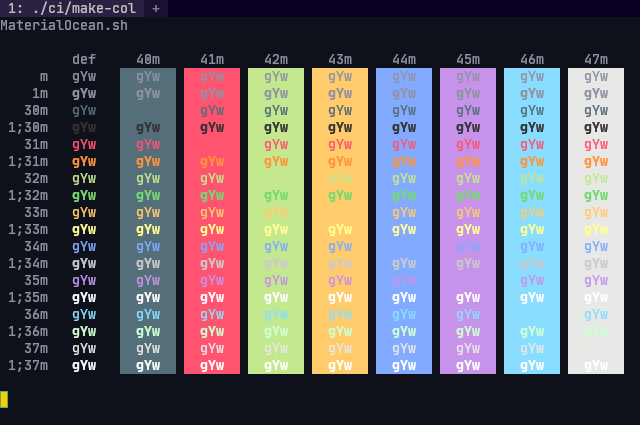 1: ./ci/make-col +
MaterialOcean.sh
def 40m 41m 42m 43m 44m 45m 46m 47m
m gYw gYw gYw gYw gYw gYw gYw gYw gYw
1m gYw gYw gYw gYw gYw gYw gYw gYw gYw
30m gYw gYw gYw gYw gYw gYw gYw gYw
1;30m gYw gYw gYw gYw gYw gYw gYw gYw gYw
31m gYw gYw gYw gYw gYw gYw gYw gYw
1;31m gYw gYw gYw gYw gYw gYw gYw gYw gYw
32m gYw gYw gYw gYw gYw gYw gYw gYw
1;32m gYw gYw gYw gYw gYw gYw gYw gYw gYw
33m gYw gYw gYw gYw gYw gYw gYw gYw
1;33m gYw gYw gYw gYw gYw gYw gYw gYw gYw
34m gYw gYw gYw gYw gYw gYw gYw gYw
1;34m gYw gYw gYw gYw gYw gYw gYw gYw gYw
35m gYw gYw gYw gYw gYw gYw gYw gYw
1;35m gYw gYw gYw gYw gYw gYw gYw gYw gYw
36m gYw gYw gYw gYw gYw gYw gYw gYw
1;36m gYw gYw gYw gYw gYw gYw gYw gYw gYw
37m gYw gYw gYw gYw gYw gYw gYw gYw
1;37m gYw gYw gYw gYw gYw gYw gYw gYw gYw